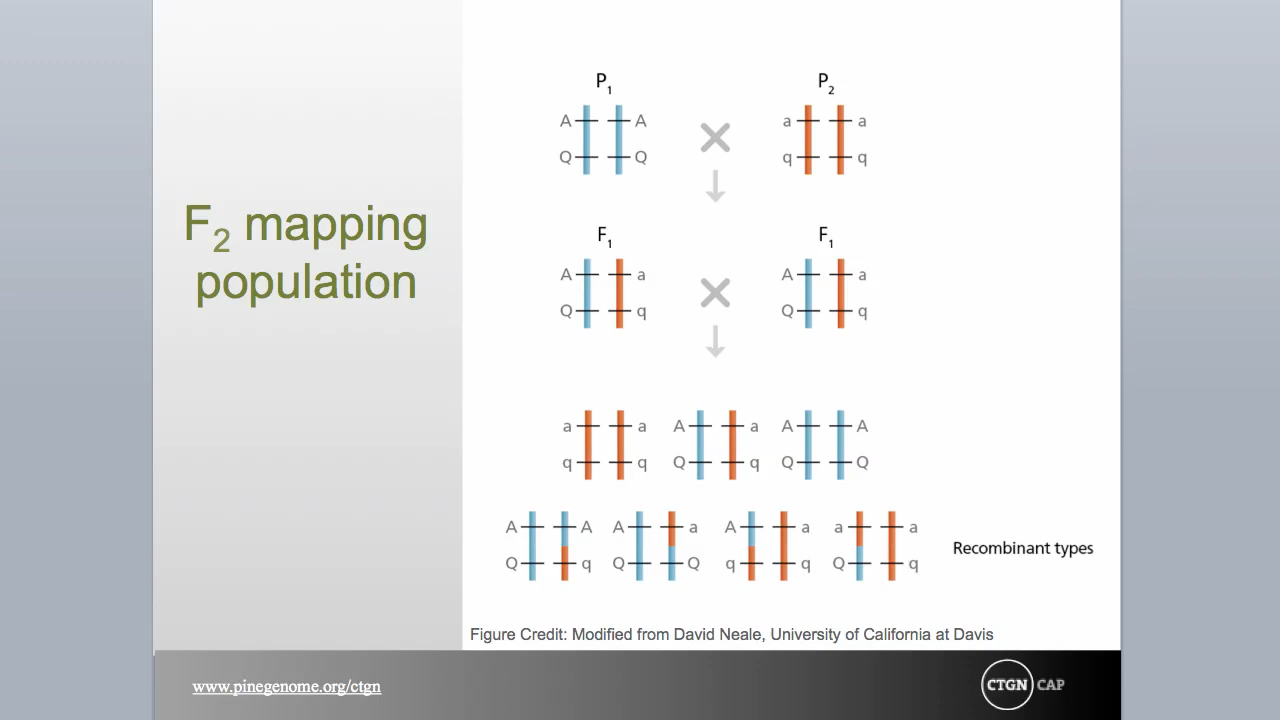 F2 mapping
population
P1 P2
A A a a
Q Q q q
F1 F1
A a A a
Q q Q q
a a A a A A
q q Q q Q Q
A A A a A a a a
Q q Q Q q q Q q
Recombinant types
Figure Credit: Modified from David Neale, University of California at Davis
www.pinegenome.org/ctgn
CTGN CAP